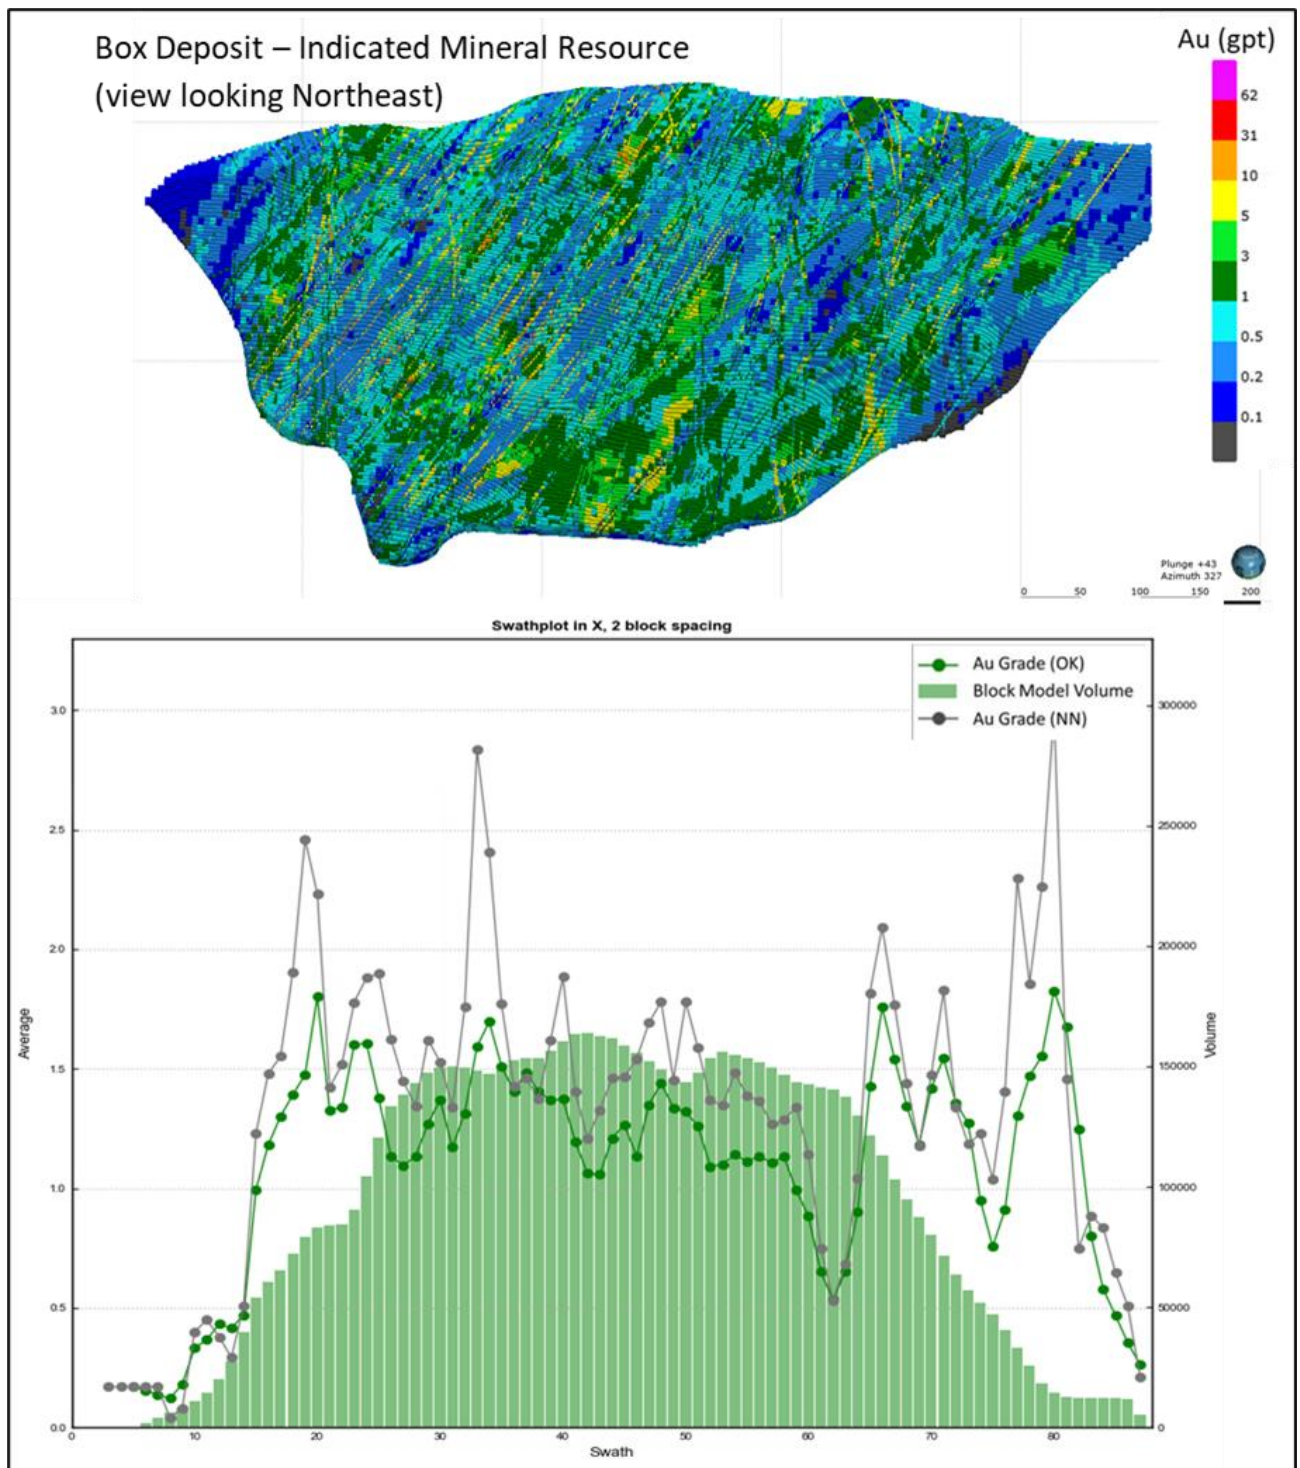 Box Deposit – Indicated Mineral Resource
(view looking Northeast)
Au (gpt)
62
31
10
5
3
1
0.5
0.2
0.1
Plunge +43
Azimuth 327
0 50 100 150 200
Swathplot in X, 2 block spacing
Au Grade (OK)
Block Model Volume
Au Grade (NN)
3.0
2.5
2.0
1.5
1.0
0.5
0.0
Average
300000
250000
200000
150000
100000
50000
0
Volume
0 10 20 30 40 50 60 70 80
Swath